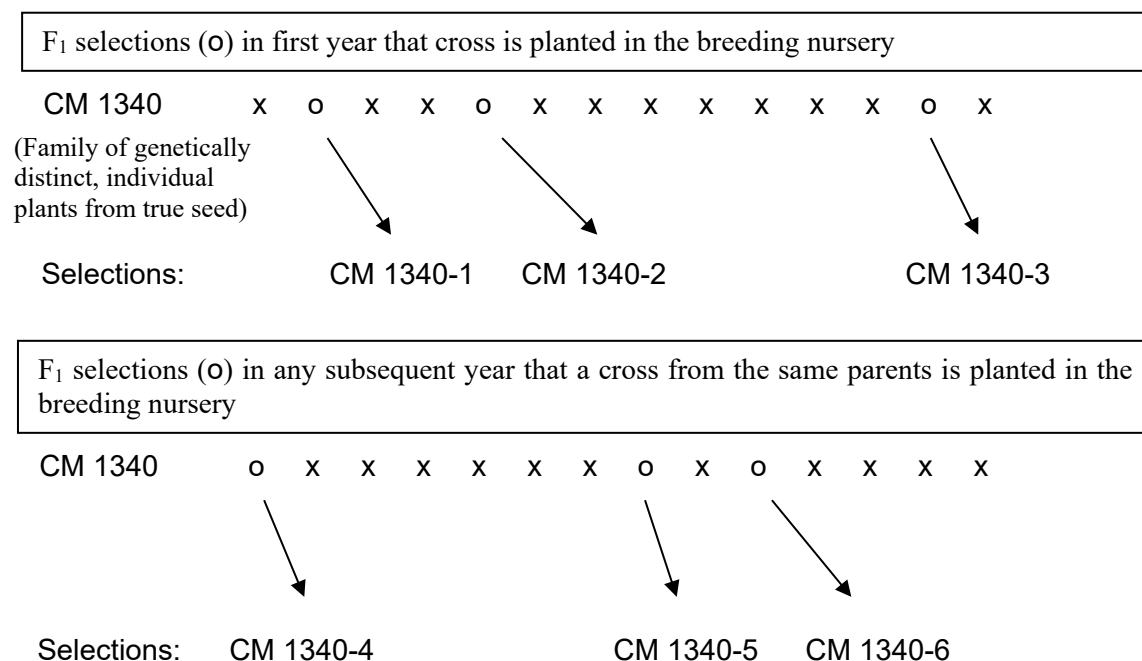 F₁ selections (o) in first year that cross is planted in the breeding nursery
CM 1340 x o x x o x x x x x x x o x
(Family of genetically
distinct, individual
plants from true seed)
Selections: CM 1340-1 CM 1340-2 CM 1340-3
F₁ selections (o) in any subsequent year that a cross from the same parents is planted in the
breeding nursery
CM 1340 o x x x x x x o x o x x x x
Selections: CM 1340-4 CM 1340-5 CM 1340-6